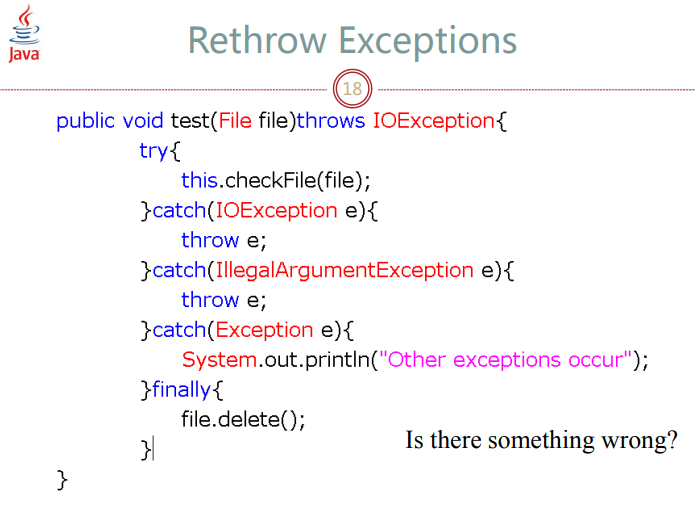 Java
Rethrow Exceptions
18
public void test(File file)throws IOException{
try{
this.checkFile(file);
}catch(IOException e){
throw e;
}catch(IllegalArgumentException e){
throw e;
}catch(Exception e){
System.out.println("Other exceptions occur");
}finally{
file.delete();
}
Is there something wrong?
}